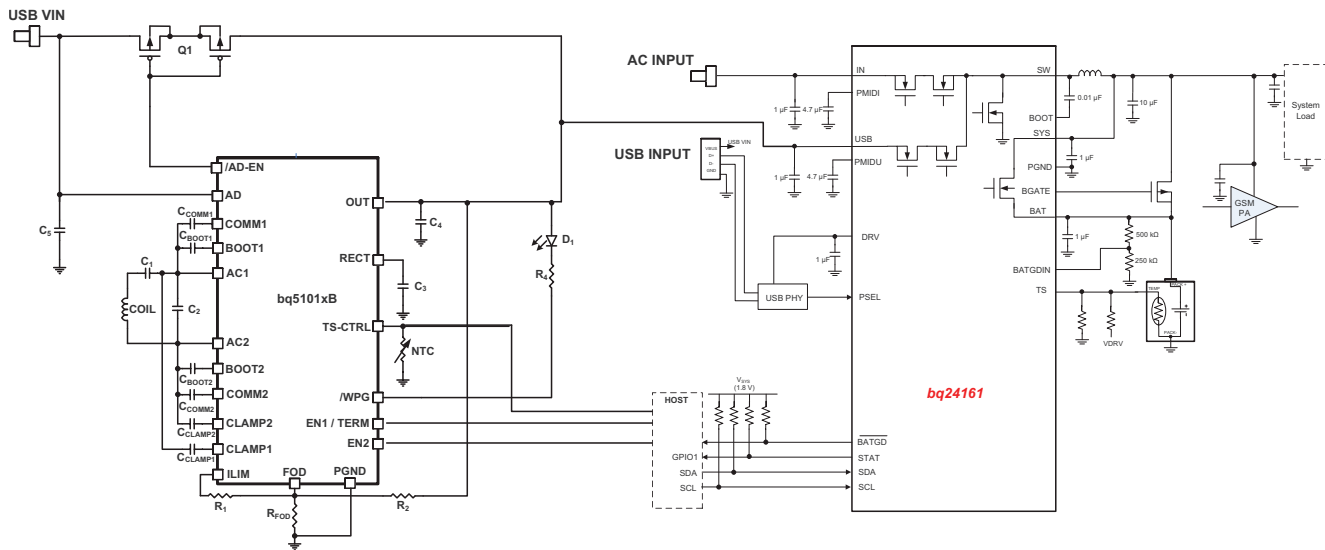 USB VIN
Q1
/AD-EN
AD
C5
CCOMM1
COMM1
CBOOT1
BOOT1
C1
AC1
COIL
C2
AC2
BOOT2
CBOOT2
COMM2
CCOMM2
CLAMP2
CCLAMP2
CLAMP1
CCLAMP1
ILIM
FOD
PGND
R1
RFOD
R2
bq5101xB
OUT
C4
D1
R4
RECT
C3
TS-CTRL
NTC
/WPG
EN1 / TERM
EN2
AC INPUT
1 µF
4.7 µF
USB INPUT
VBUS
D+
D-
GND
USB VIN
1 µF
4.7 µF
IN
PMIDI
USB
PMIDU
DRV
1 µF
USB PHY
PSEL
VSYS
(1.8 V)
HOST
GPIO1
SDA
SCL
BATGD
STAT
SDA
SCL
bq24161
SW
0.01 µF
BOOT
10 µF
SYS
1 µF
PGND
BGATE
BAT
1 µF
500 kΩ
250 kΩ
BATGDIN
TS
VDRV
TEMP
PACK+
+
-
PACK-
GSM
PA
System
Load